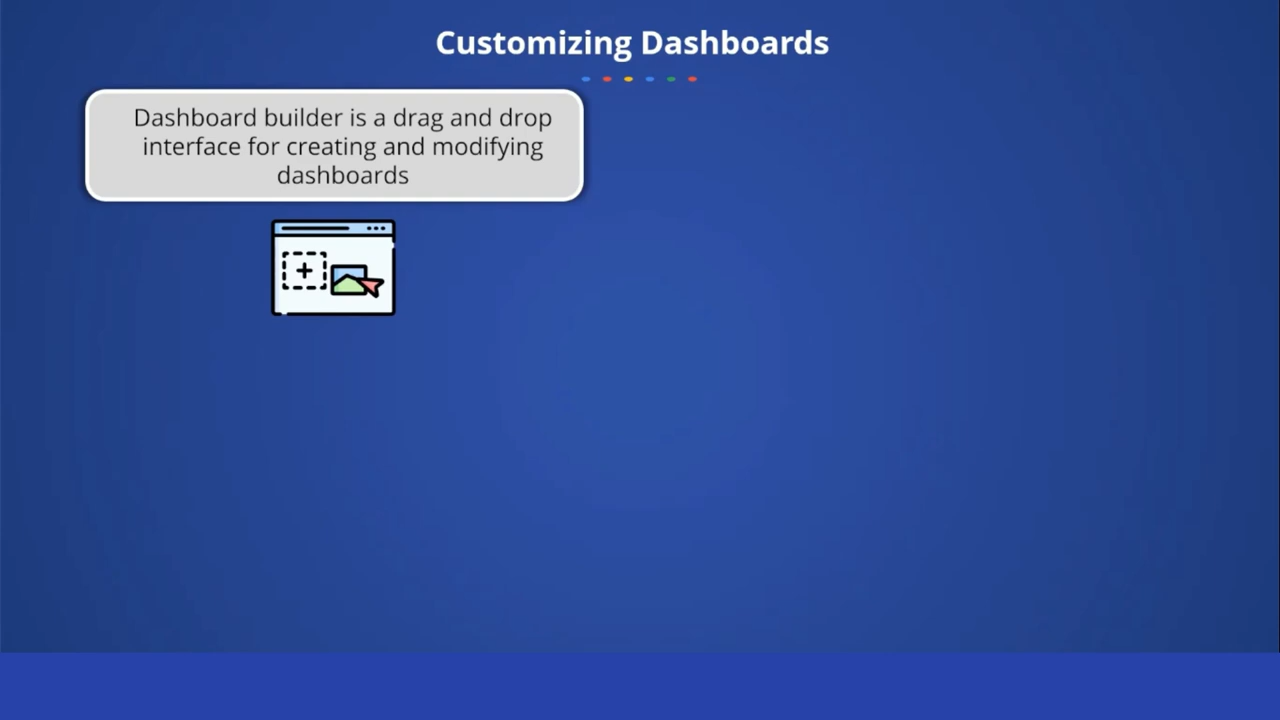 Customizing Dashboards
Dashboard builder is a drag and drop
interface for creating and modifying
dashboards